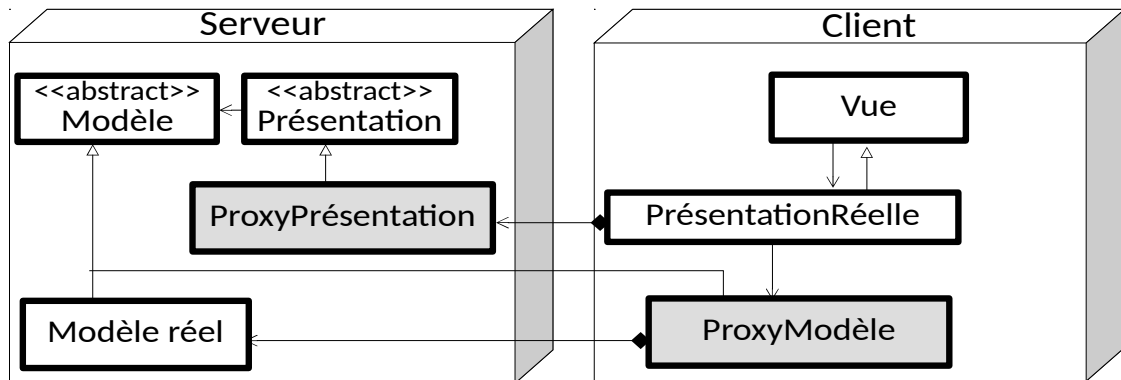 Serveur
Client
<<abstract>>
Modèle
<<abstract>>
Présentation
Vue
ProxyPrésentation
PrésentationRéelle
Modèle réel
ProxyModèle